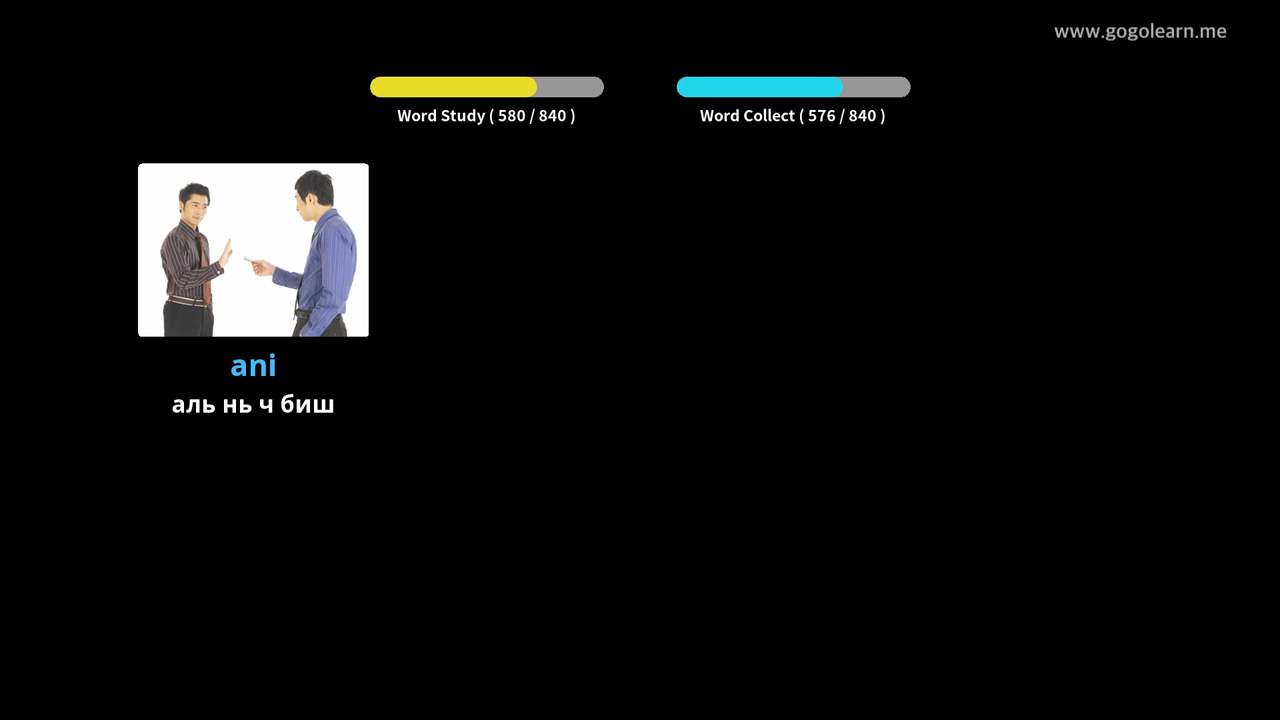 www.gogolearn.me
Word Study ( 580 / 840 )
Word Collect ( 576 / 840 )
ani
аль нь ч биш